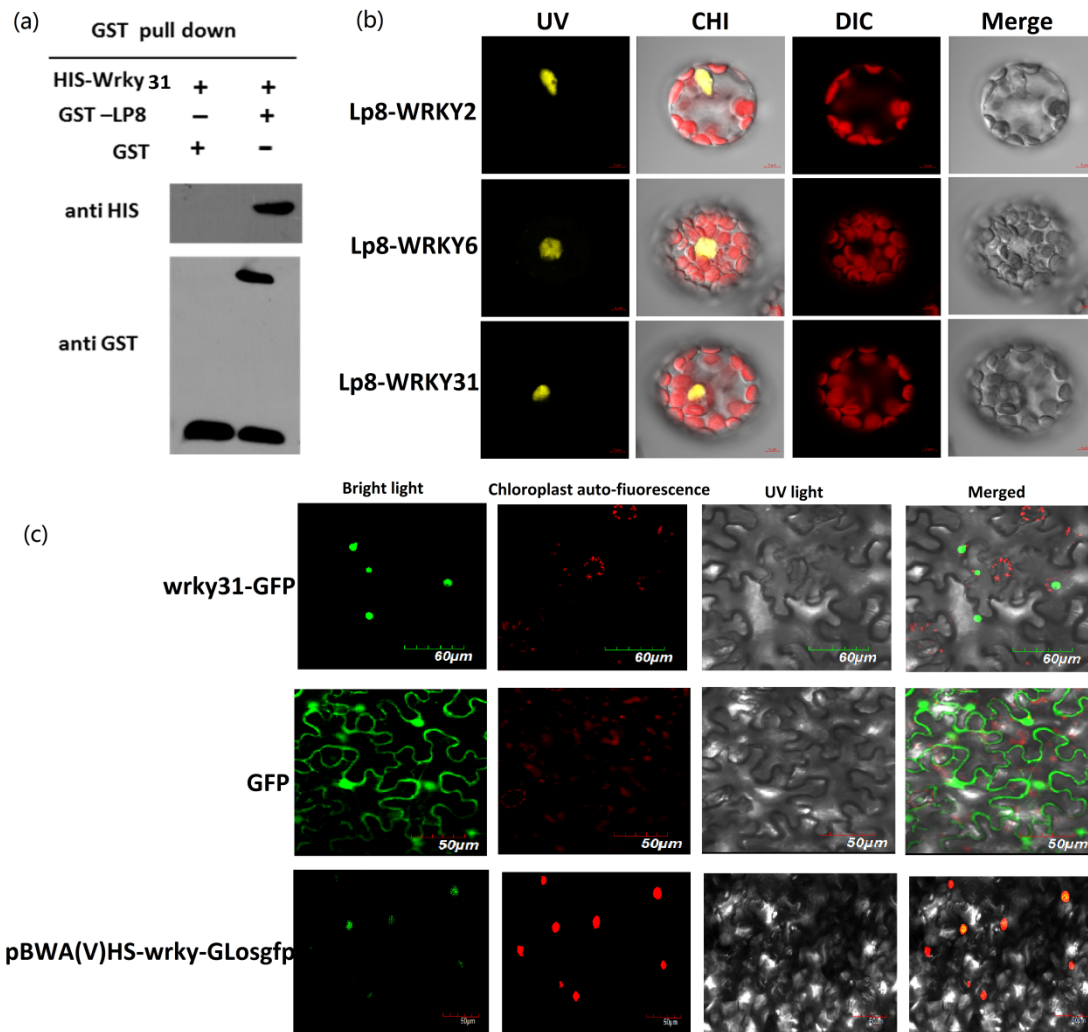 (a)
GST pull down
HIS-Wrky 31 + +
GST –LP8 – +
GST + –
anti HIS
anti GST
(b)
UV CHI DIC Merge
Lp8-WRKY2
Lp8-WRKY6
Lp8-WRKY31
(c)
Bright light Chloroplast auto-fiuorescence UV light Merged
wrky31-GFP
60µm 60µm 60µm 60µm
GFP
50µm 50µm 50µm 50µm
pBWA(V)HS-wrky-GLosgfp
50µm 50µm 50µm